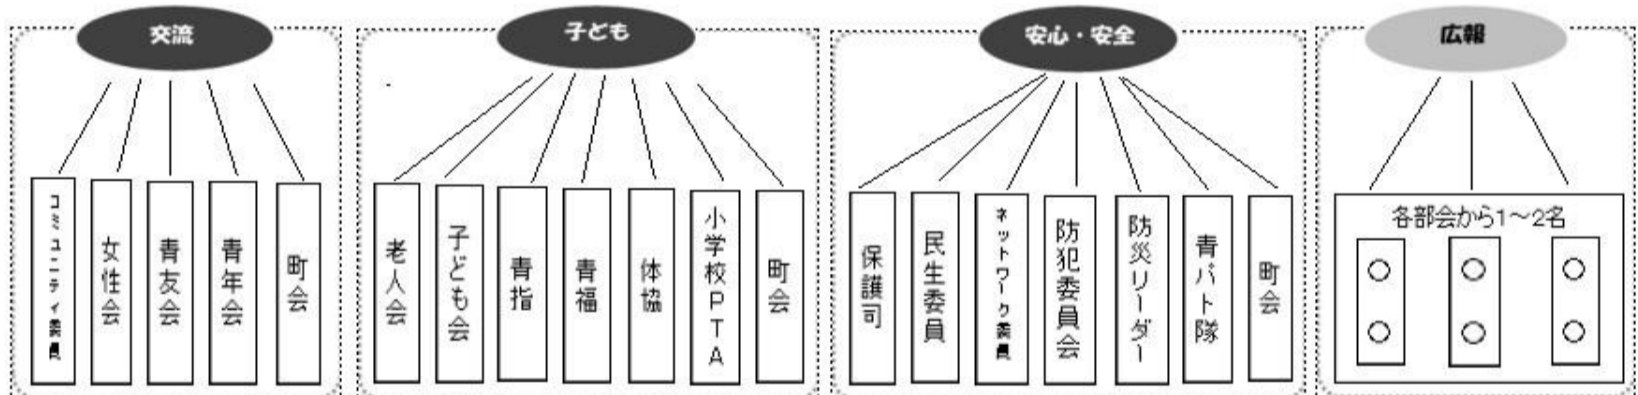 交流
コミュニティ委員
女性会
青友会
青年会
町会
子ども
老人会
子ども会
青指
青福
体協
小学校PTA
町会
安心・安全
保護司
民生委員
ネットワーク委員
防犯委員会
防災リーダー
青パト隊
町会
広報
各部会から1～2名
○
○
○
○
○
○